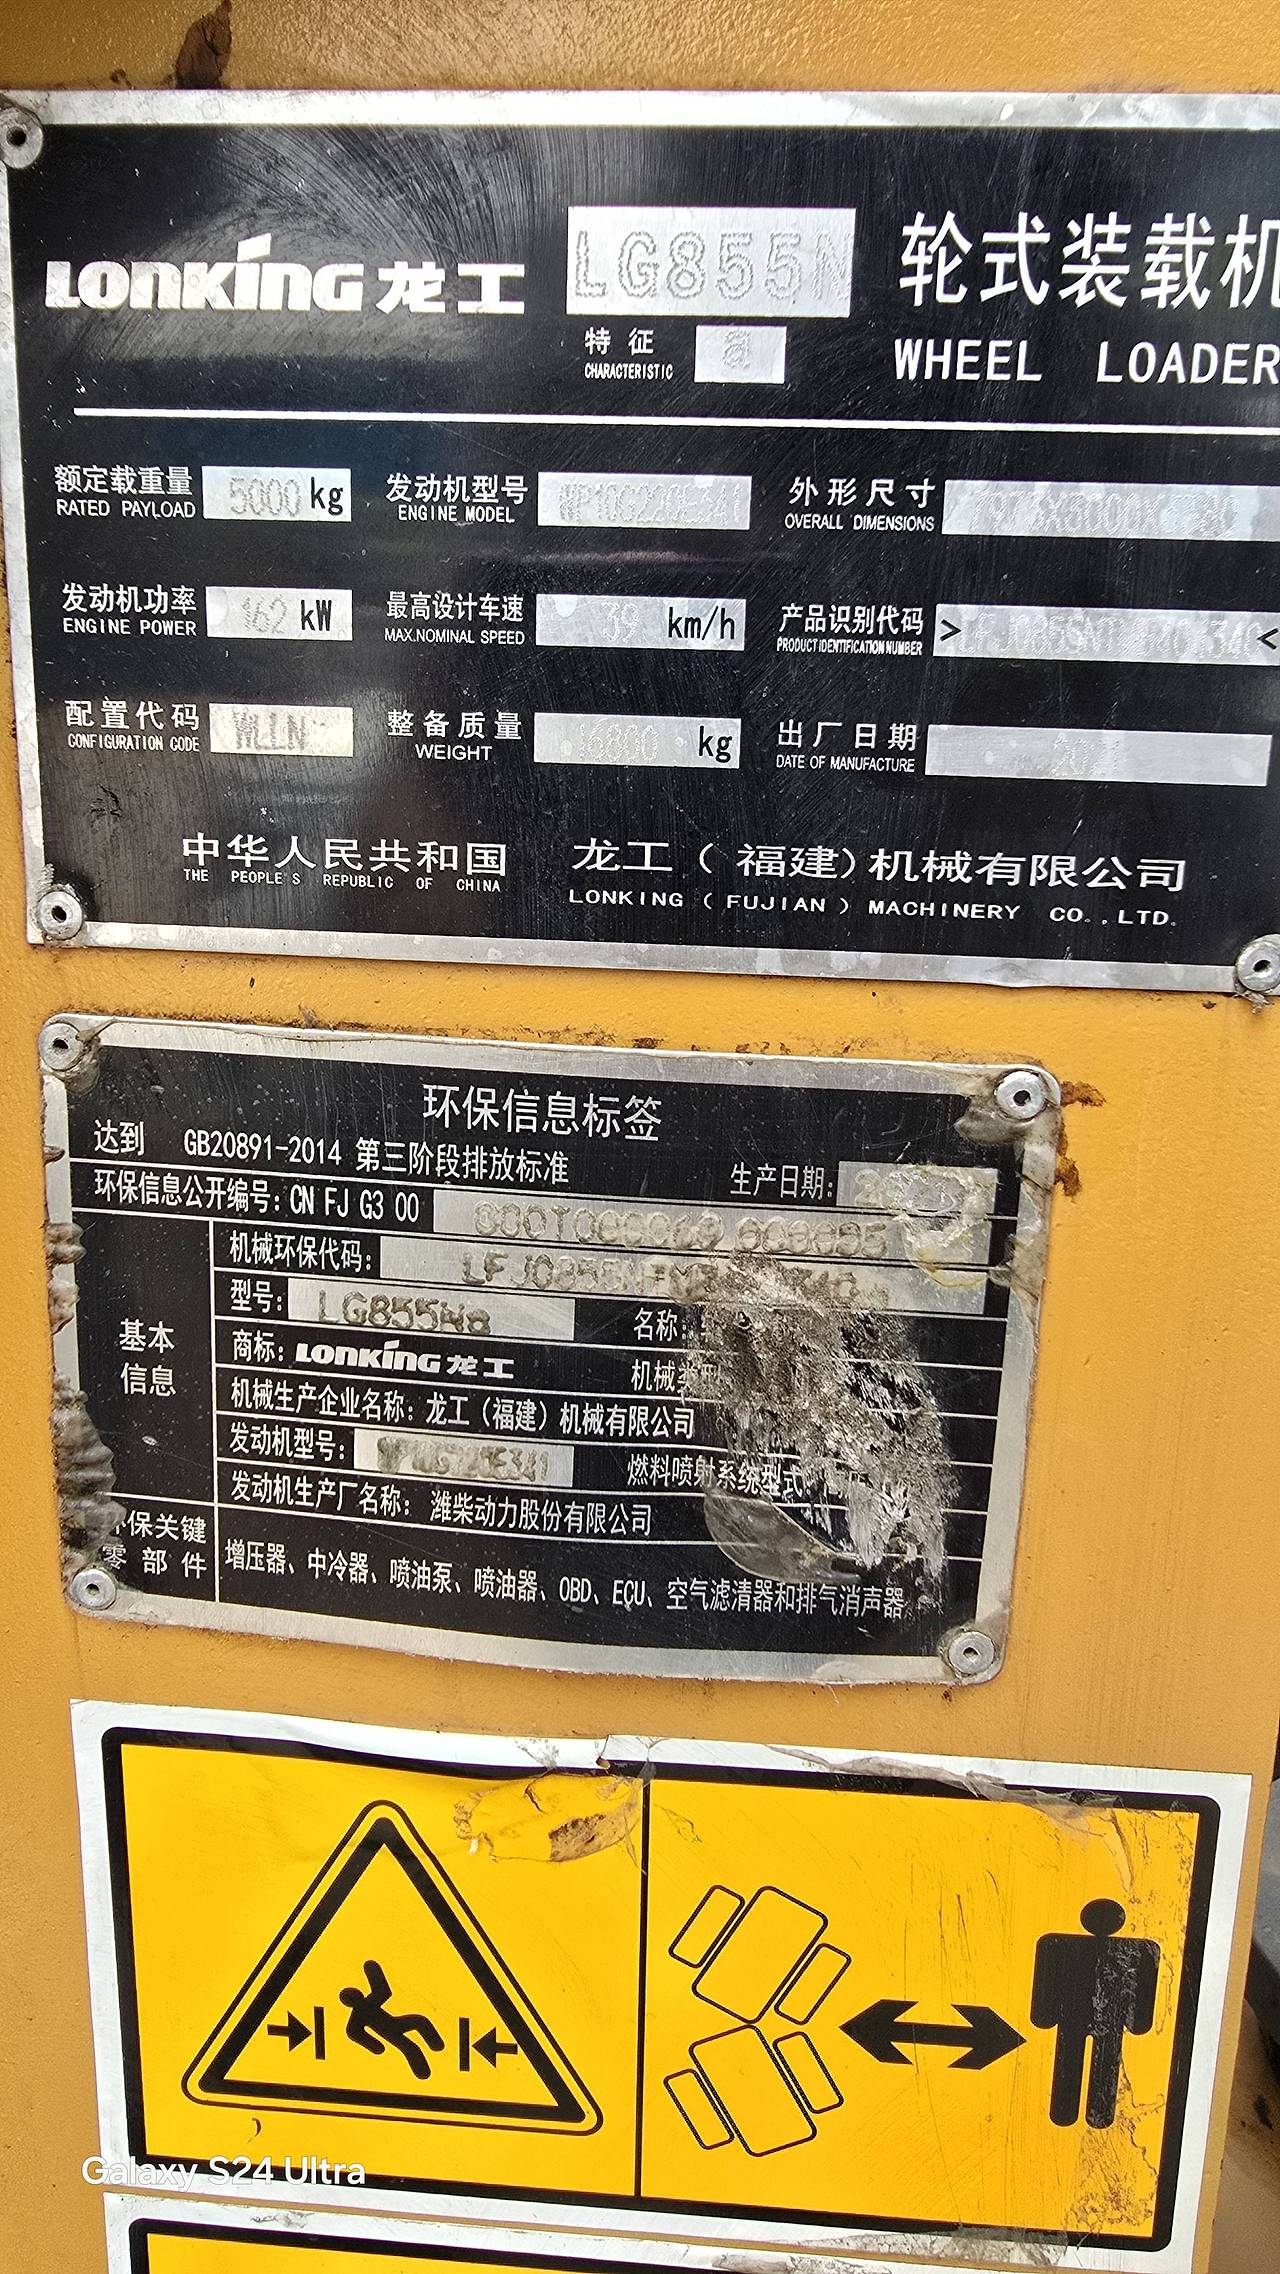 LONKING 龙工 LG855N 轮式装载机
特征
CHARACTERISTIC
WHEEL LOADER
额定载重量 5000 kg 发动机型号 WP10G220E341 外形尺寸
RATED PAYLOAD ENGINE MODEL OVERALL DIMENSIONS
发动机功率 162 kW 最高设计车速 39 km/h 产品识别代码 > <
ENGINE POWER MAX.NOMINAL SPEED PRODUCT IDENTIFICATION NUMBER
配置代码 整备质量 16800 kg 出厂日期
CONFIGURATION CODE WEIGHT DATE OF MANUFACTURE
中华人民共和国 龙工（福建）机械有限公司
THE PEOPLE'S REPUBLIC OF CHINA LONKING ( FUJIAN ) MACHINERY CO.,LTD.
环保信息标签
达到 GB20891-2014 第三阶段排放标准 生产日期:
环保信息公开编号: CN FJ G3 00
机械环保代码:
型号: 名称:
基本信息
商标: LONKING 龙工 机械类型
机械生产企业名称: 龙工（福建）机械有限公司
发动机型号: 燃料喷射系统型式:
发动机生产厂名称: 潍柴动力股份有限公司
环保关键零部件
增压器、中冷器、喷油泵、喷油器、OBD、ECU、空气滤清器和排气消声器
Galaxy S24 Ultra